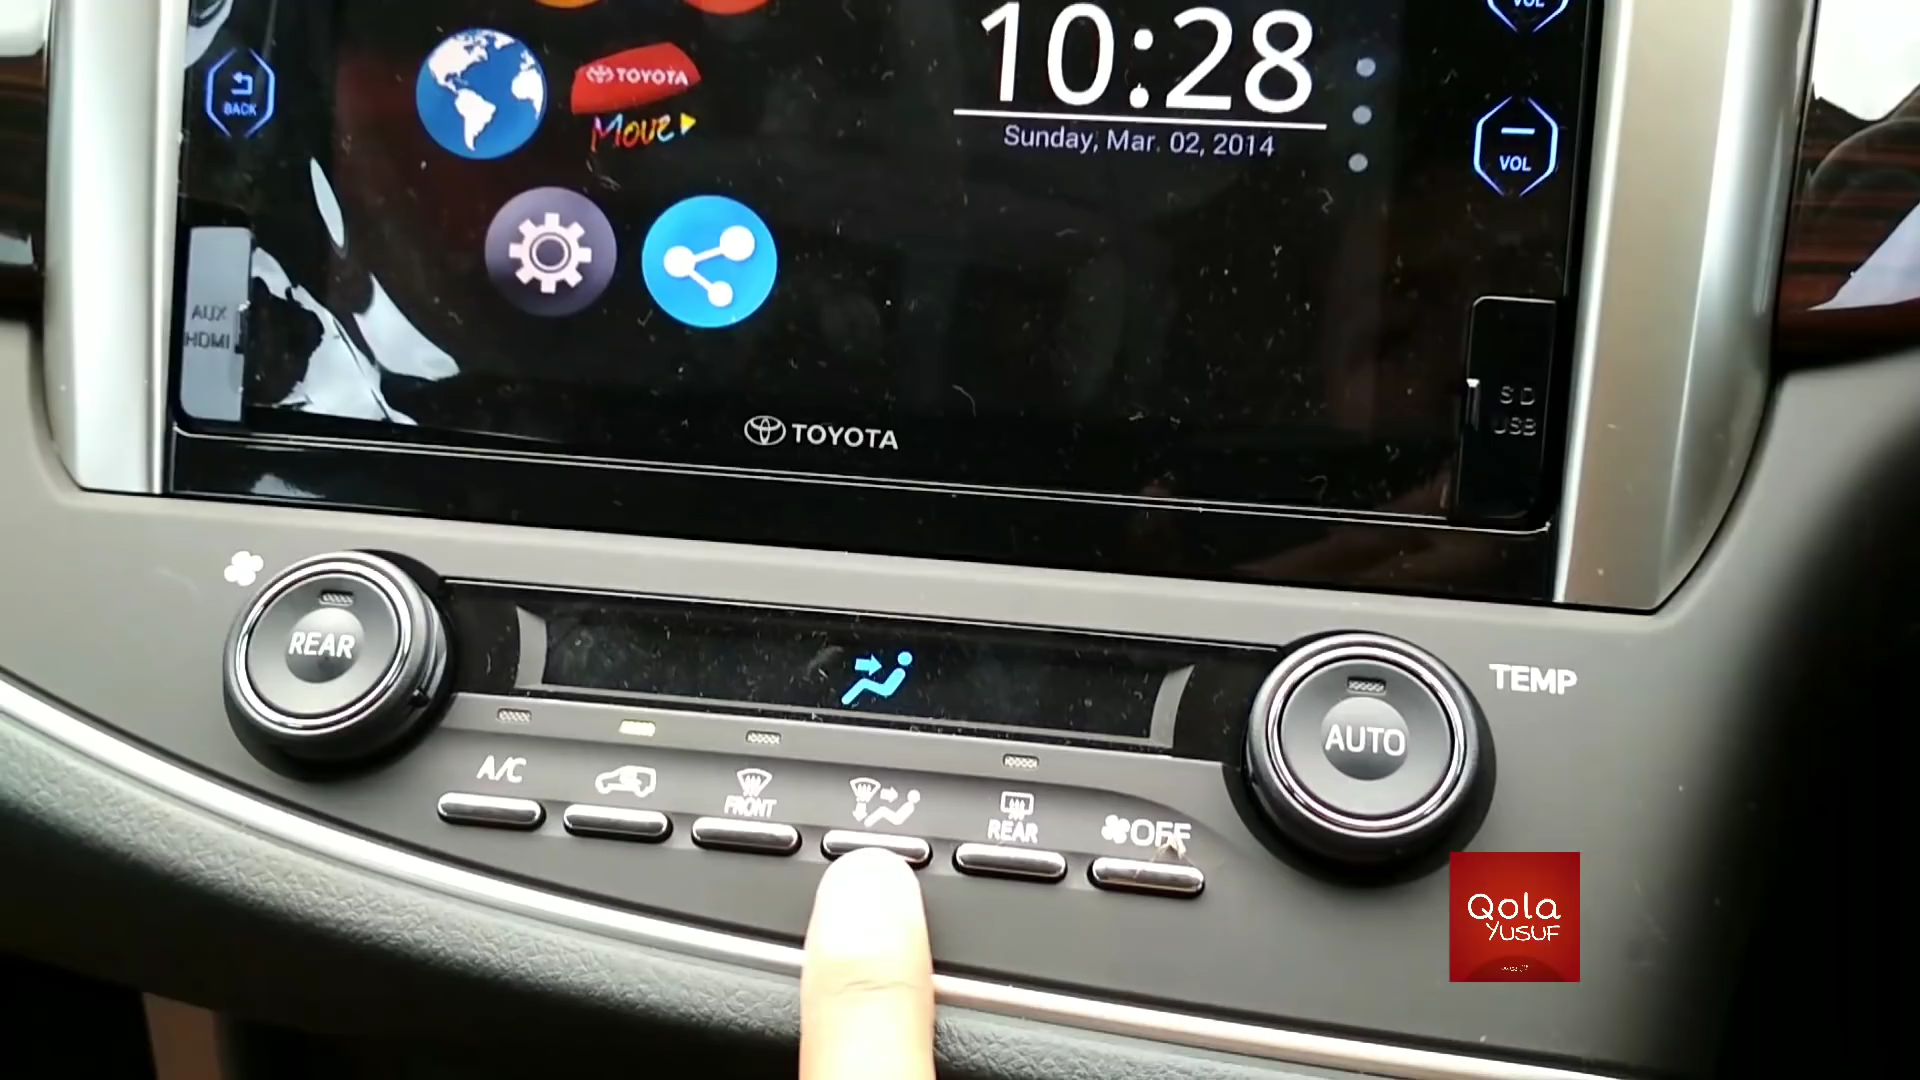 VOL
10:28
TOYOTA
BACK
Move
Sunday, Mar. 02, 2014
VOL
AUX
HDMI
SD
USB
TOYOTA
REAR
TEMP
AUTO
A/C
FRONT
REAR
OFF
Qola
YUSUF